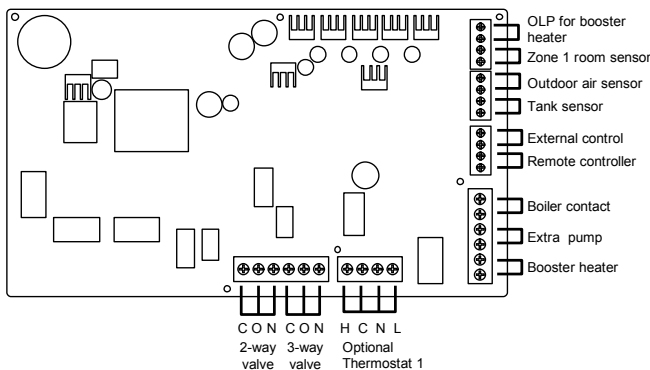 OLP for booster
heater
Zone 1 room sensor
Outdoor air sensor
Tank sensor
External control
Remote controller
Boiler contact
Extra pump
Booster heater
C O N C O N H C N L
2-way 3-way Optional
valve valve Thermostat 1